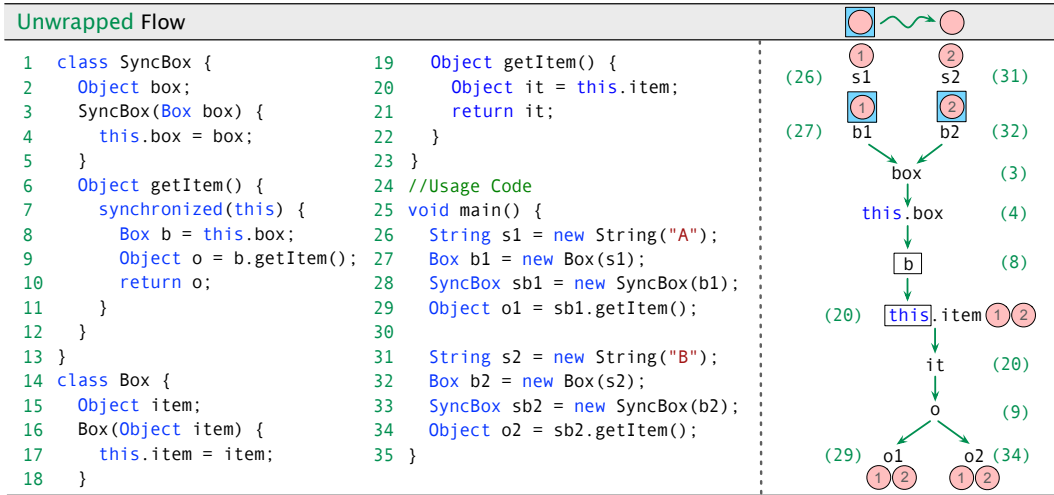 Unwrapped Flow
1 class SyncBox {
2 Object box;
3 SyncBox(Box box) {
4 this.box = box;
5 }
6 Object getItem() {
7 synchronized(this) {
8 Box b = this.box;
9 Object o = b.getItem();
10 return o;
11 }
12 }
13 }
14 class Box {
15 Object item;
16 Box(Object item) {
17 this.item = item;
18 }
19 Object getItem() {
20 Object it = this.item;
21 return it;
22 }
23 }
24 //Usage Code
25 void main() {
26 String s1 = new String("A");
27 Box b1 = new Box(s1);
28 SyncBox sb1 = new SyncBox(b1);
29 Object o1 = sb1.getItem();
30
31 String s2 = new String("B");
32 Box b2 = new Box(s2);
33 SyncBox sb2 = new SyncBox(b2);
34 Object o2 = sb2.getItem();
35 }
1 2
(26) s1 s2 (31)
1 2
(27) b1 b2 (32)
box (3)
this.box (4)
b (8)
(20) this.item 1 2
it (20)
o (9)
(29) o1 o2 (34)
1 2 1 2